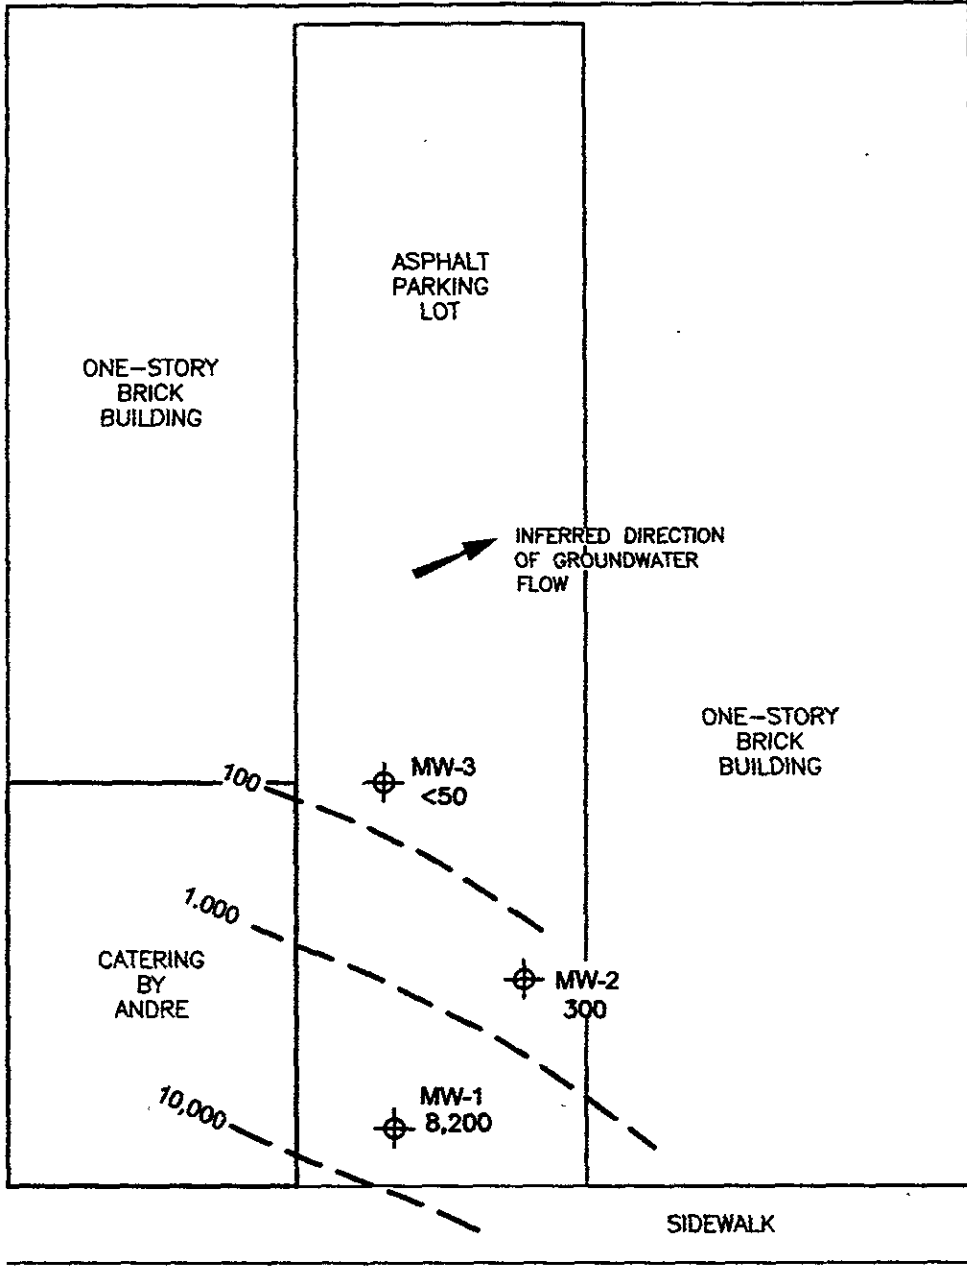 ASPHALT
PARKING
LOT
ONE-STORY
BRICK
BUILDING
INFERRED DIRECTION
OF GROUNDWATER
FLOW
ONE-STORY
BRICK
BUILDING
MW-3
<50
100
1.000
CATERING
BY
ANDRE
MW-2
300
MW-1
8,200
10,000
SIDEWALK